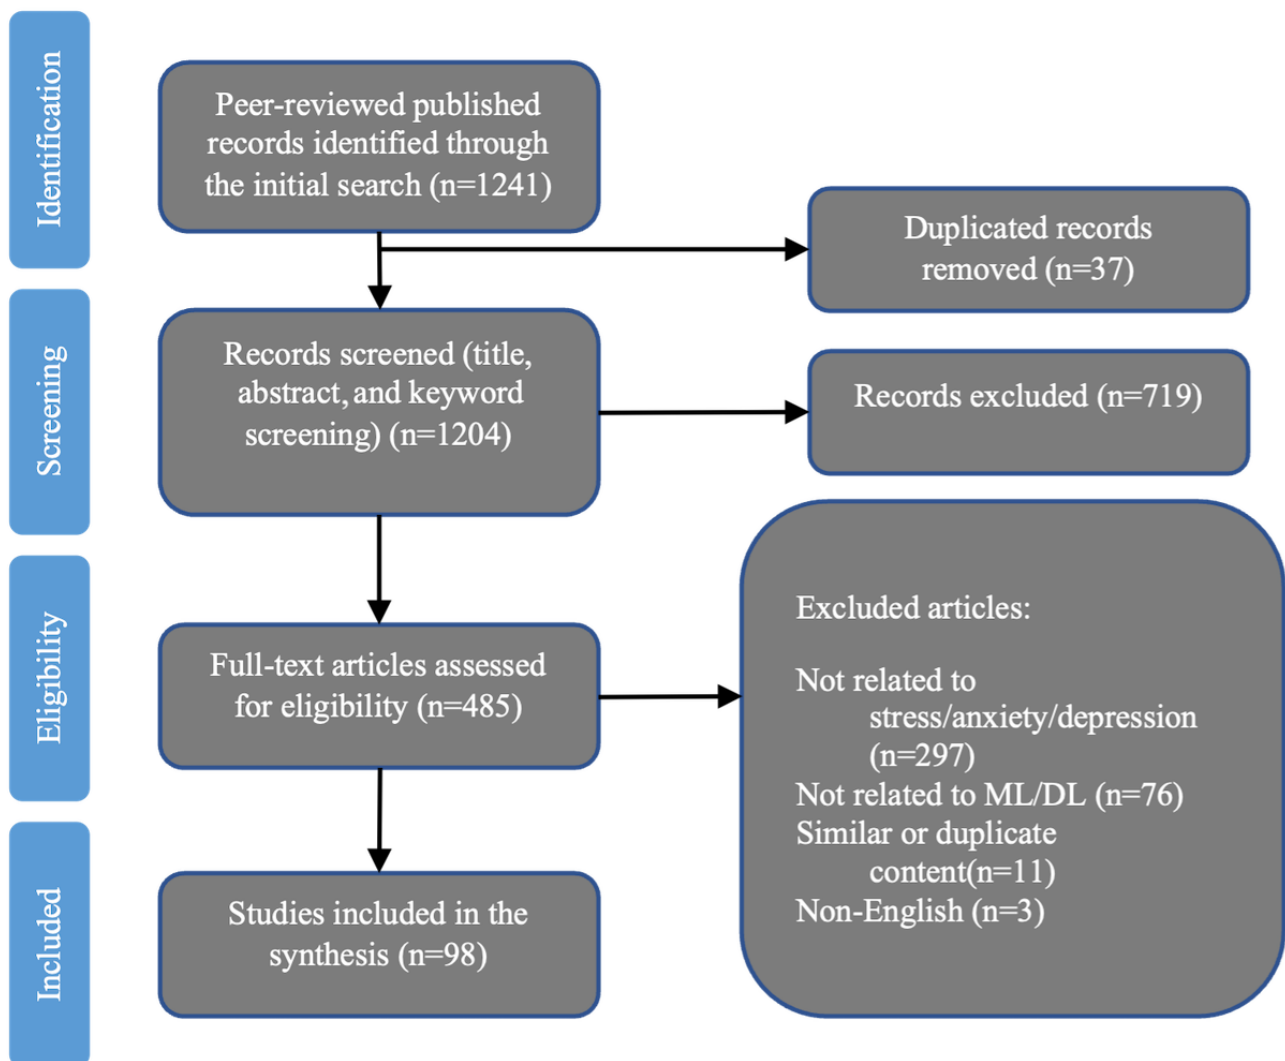 Identification
Peer-reviewed published
records identified through
the initial search (n=1241)
Duplicated records
removed (n=37)
Screening
Records screened (title,
abstract, and keyword
screening) (n=1204)
Records excluded (n=719)
Eligibility
Full-text articles assessed
for eligibility (n=485)
Excluded articles:
Not related to
stress/anxiety/depression
(n=297)
Not related to ML/DL (n=76)
Similar or duplicate
content(n=11)
Non-English (n=3)
Included
Studies included in the
synthesis (n=98)